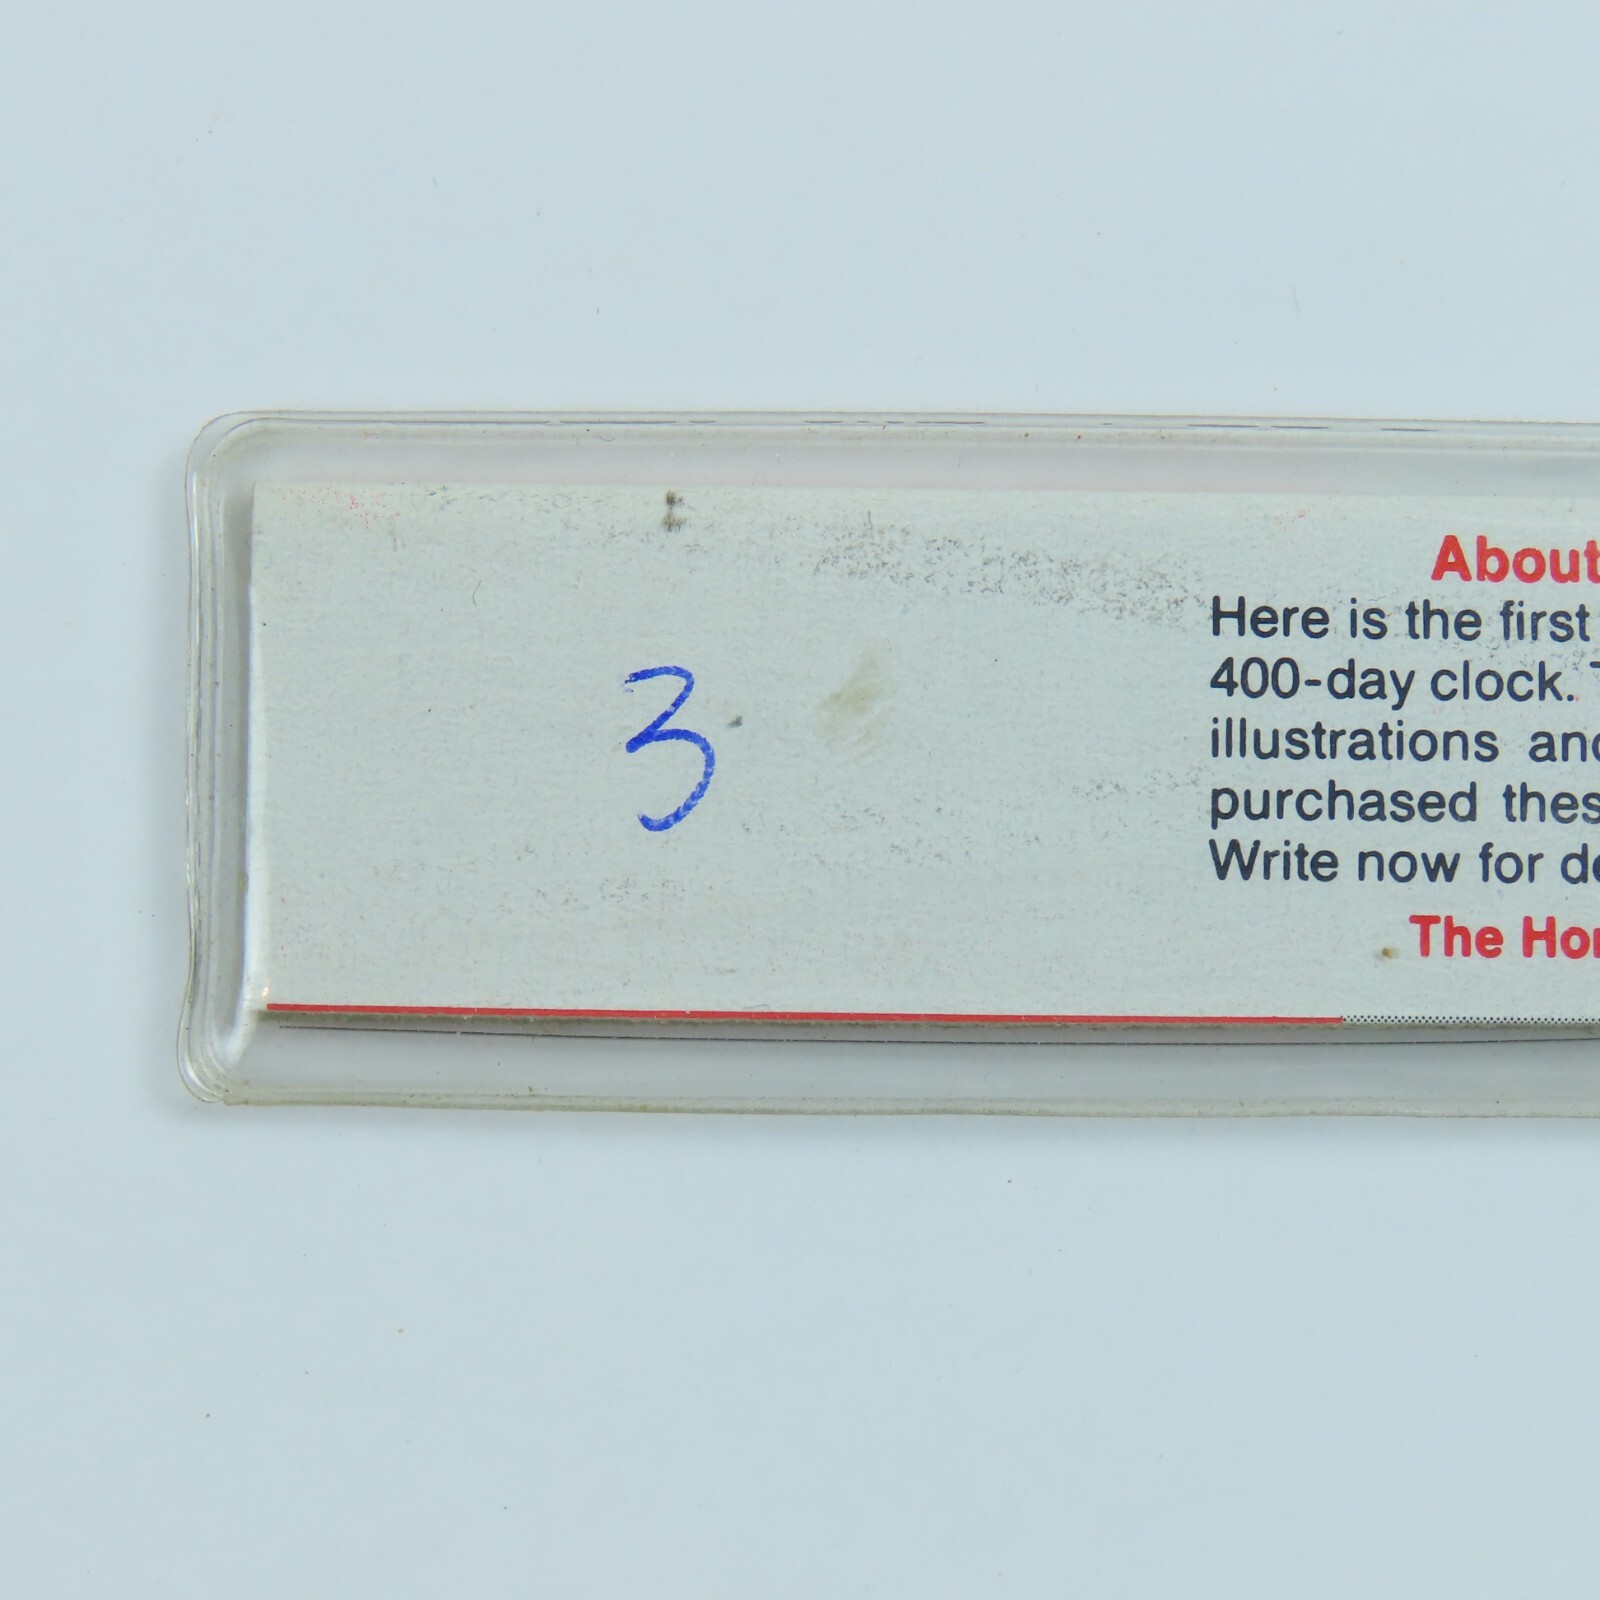 3
About
Here is the first
400-day clock.
illustrations
purchased
Write now for
The